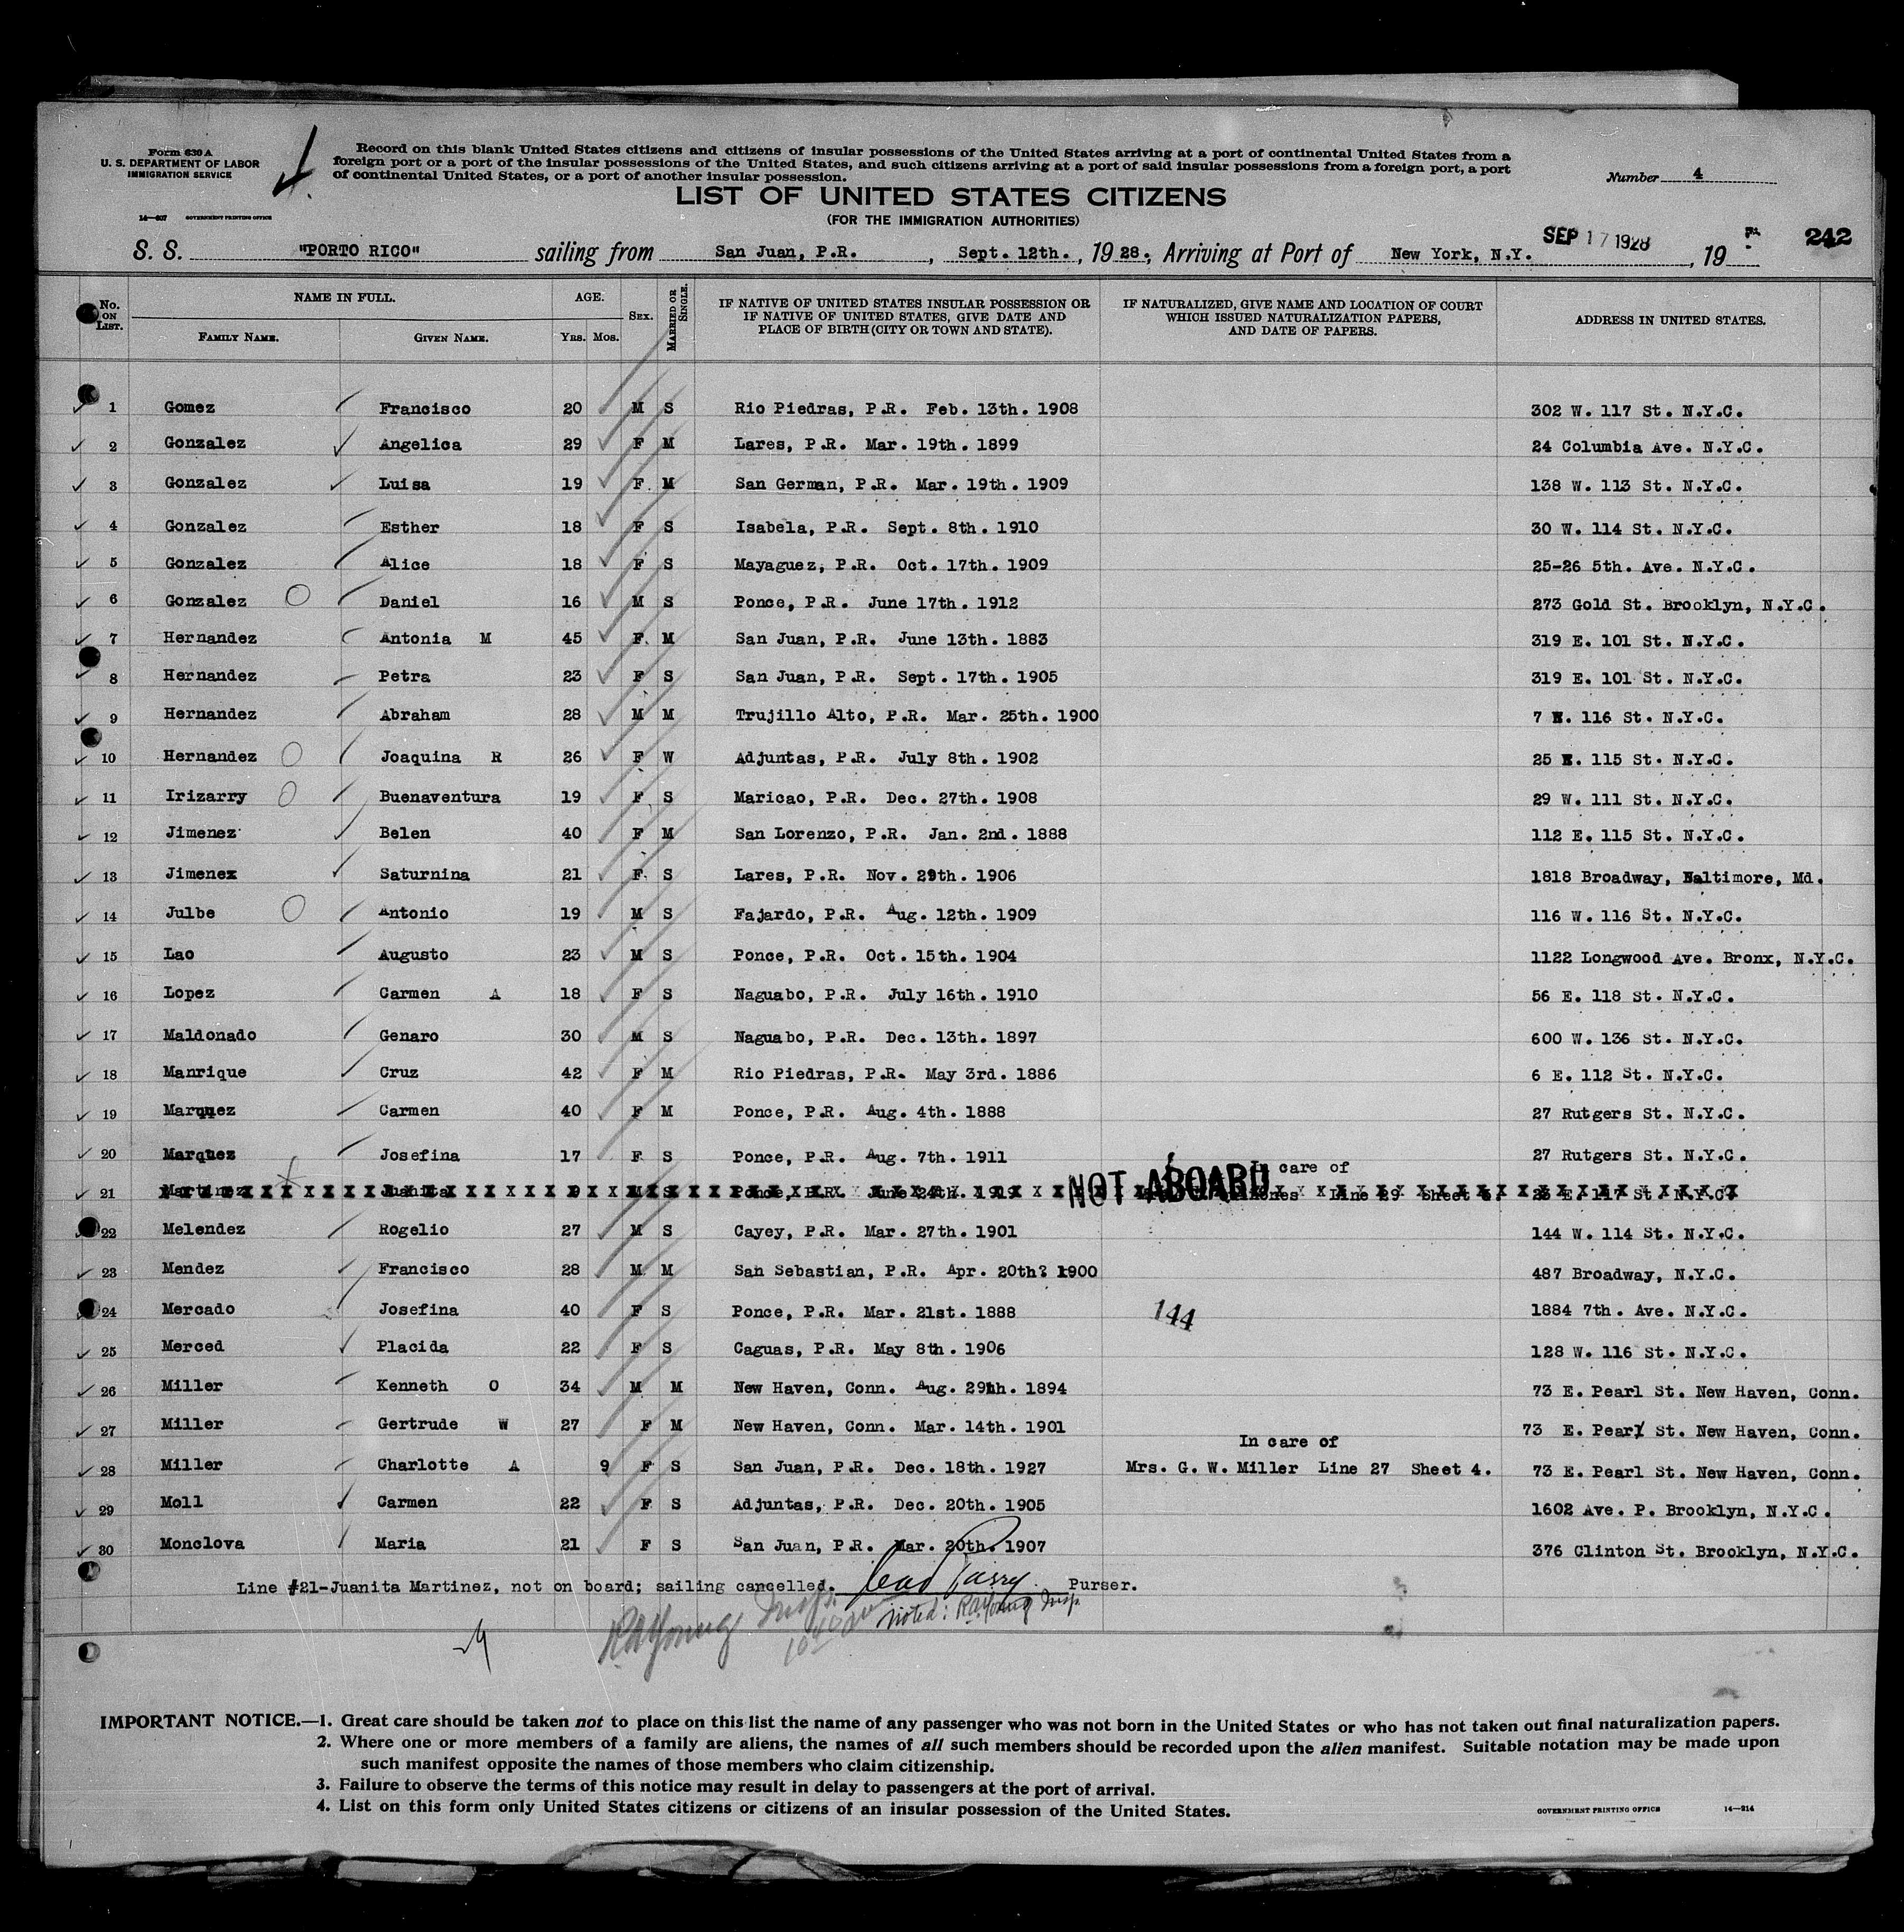 Form 630 A
U. S. DEPARTMENT OF LABOR
IMMIGRATION SERVICE
14—607 GOVERNMENT PRINTING OFFICE
Record on this blank United States citizens and citizens of insular possessions of the United States arriving at a port of continental United States from a
foreign port or a port of the insular possessions of the United States, and such citizens arriving at a port of said insular possessions from a foreign port, a port
of continental United States, or a port of another insular possession.
Number 4
LIST OF UNITED STATES CITIZENS
(FOR THE IMMIGRATION AUTHORITIES)
S. S. "PORTO RICO" sailing from San Juan, P.R. , Sept. 12th. , 19 28., Arriving at Port of New York, N.Y. SEP 17 1928 , 19 242
No. ON LIST. NAME IN FULL. FAMILY NAME. GIVEN NAME. AGE. YRS. MOS. SEX. MARRIED OR SINGLE. IF NATIVE OF UNITED STATES INSULAR POSSESSION OR IF NATIVE OF UNITED STATES, GIVE DATE AND PLACE OF BIRTH (CITY OR TOWN AND STATE). IF NATURALIZED, GIVE NAME AND LOCATION OF COURT WHICH ISSUED NATURALIZATION PAPERS, AND DATE OF PAPERS. ADDRESS IN UNITED STATES.
1 Gomez Francisco 20 M S Rio Piedras, P.R. Feb. 13th. 1908 302 W. 117 St. N.Y.C.
2 Gonzalez Angelica 29 F M Lares, P.R. Mar. 19th. 1899 24 Columbia Ave. N.Y.C.
3 Gonzalez Luisa 19 F M San German, P.R. Mar. 19th. 1909 138 W. 113 St. N.Y.C.
4 Gonzalez Esther 18 F S Isabela, P.R. Sept. 8th. 1910 30 W. 114 St. N.Y.C.
5 Gonzalez Alice 18 F S Mayaguez, P.R. Oct. 17th. 1909 25-26 5th. Ave. N.Y.C.
6 Gonzalez Daniel 16 M S Ponce, P.R. June 17th. 1912 273 Gold St. Brooklyn, N.Y.C.
7 Hernandez Antonia M 45 F M San Juan, P.R. June 13th. 1883 319 E. 101 St. N.Y.C.
8 Hernandez Petra 23 F S San Juan, P.R. Sept. 17th. 1905 319 E. 101 St. N.Y.C.
9 Hernandez Abraham 28 M M Trujillo Alto, P.R. Mar. 25th. 1900 7 . 116 St. N.Y.C.
10 Hernandez Joaquina R 26 F W Adjuntas, P.R. July 8th. 1902 25 E. 115 St. N.Y.C.
11 Irizarry Buenaventura 19 F S Maricao, P.R. Dec. 27th. 1908 29 W. 111 St. N.Y.C.
12 Jimenez Belen 40 F M San Lorenzo, P.R. Jan. 2nd. 1888 112 E. 115 St. N.Y.C.
13 Jimenez Saturnina 21 F S Lares, P.R. Nov. 29th. 1906 1818 Broadway, Baltimore, Md.
14 Julbe Antonio 19 M S Fajardo, P.R. Aug. 12th. 1909 116 W. 116 St. N.Y.C.
15 Lao Augusto 23 M S Ponce, P.R. Oct. 15th. 1904 1122 Longwood Ave. Bronx, N.Y.C.
16 Lopez Carmen A 18 F S Naguabo, P.R. July 16th. 1910 56 E. 118 St. N.Y.C.
17 Maldonado Genaro 30 M S Naguabo, P.R. Dec. 13th. 1897 600 W. 136 St. N.Y.C.
18 Manrique Cruz 42 F M Rio Piedras, P.R. May 3rd. 1886 6 E. 112 St. N.Y.C.
19 Marquez Carmen 40 F M Ponce, P.R. Aug. 4th. 1888 27 Rutgers St. N.Y.C.
20 Marquez Josefina 17 F S Ponce, P.R. Aug. 7th. 1911 27 Rutgers St. N.Y.C.
In care of
21 Martinez Juanita 9 S Ponce, P.R. June 24th. 1919 NOT ABOARD Line 29 Sheet E. 117 St. N.Y.C.
22 Melendez Rogelio 27 M S Cayey, P.R. Mar. 27th. 1901 144 W. 114 St. N.Y.C.
23 Mendez Francisco 28 M M San Sebastian, P.R. Apr. 20th? 1900 487 Broadway, N.Y.C.
24 Mercado Josefina 40 F S Ponce, P.R. Mar. 21st. 1888 144 1884 7th. Ave. N.Y.C.
25 Merced Placida 22 F S Caguas, P.R. May 8th. 1906 128 W. 116 St. N.Y.C.
26 Miller Kenneth O 34 M M New Haven, Conn. Aug. 29th. 1894 73 E. Pearl St. New Haven, Conn.
27 Miller Gertrude W 27 F M New Haven, Conn. Mar. 14th. 1901 73 E. Pearl St. New Haven, Conn.
In care of
28 Miller Charlotte A 9 F S San Juan, P.R. Dec. 18th. 1927 Mrs. G. W. Miller Line 27 Sheet 4. 73 E. Pearl St. New Haven, Conn.
29 Moll Carmen 22 F S Adjuntas, P.R. Dec. 20th. 1905 1602 Ave. P. Brooklyn, N.Y.C.
30 Monclova Maria 21 F S San Juan, P.R. Mar. 20th. 1907 376 Clinton St. Brooklyn, N.Y.C.
Line #21-Juanita Martinez, not on board; sailing cancelled. Purser.
RA Young Insp. noted: RA Young Insp
IMPORTANT NOTICE.—1. Great care should be taken not to place on this list the name of any passenger who was not born in the United States or who has not taken out final naturalization papers.
2. Where one or more members of a family are aliens, the names of all such members should be recorded upon the alien manifest. Suitable notation may be made upon
such manifest opposite the names of those members who claim citizenship.
3. Failure to observe the terms of this notice may result in delay to passengers at the port of arrival.
4. List on this form only United States citizens or citizens of an insular possession of the United States.
GOVERNMENT PRINTING OFFICE 14—214